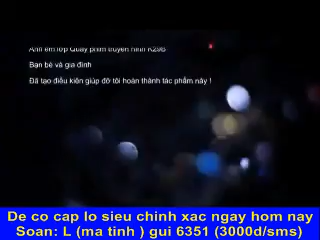 Anh em lớp Quay phim truyền hình K29B
Bạn bè và gia đình
Đã tạo điều kiện giúp đỡ tôi hoàn thành tác phẩm này !
De co cap lo sieu chinh xac ngay hom nay
Soan: L (ma tinh ) gui 6351 (3000d/sms)